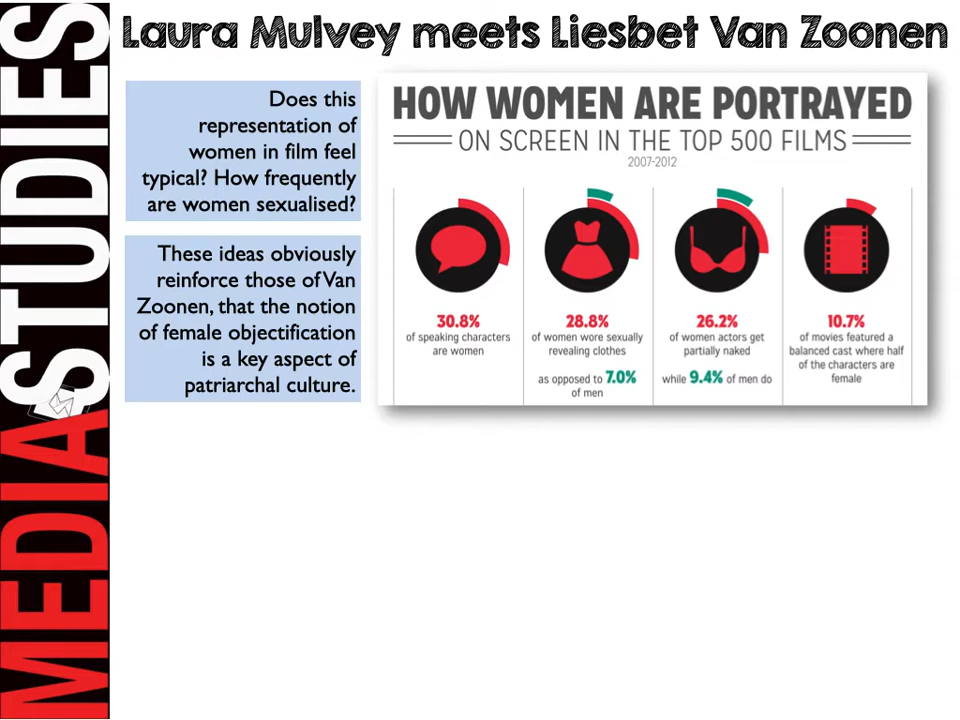 MEDIA STUDIES
Laura Mulvey meets Liesbet Van Zoonen
Does this
representation of
women in film feel
typical? How frequently
are women sexualised?
These ideas obviously
reinforce those of Van
Zoonen, that the notion
of female objectification
is a key aspect of
patriarchal culture.
HOW WOMEN ARE PORTRAYED
ON SCREEN IN THE TOP 500 FILMS
2007-2012
30.8%
of speaking characters
are women
28.8%
of women wore sexually
revealing clothes
as opposed to 7.0%
of men
26.2%
of women actors get
partially naked
while 9.4% of men do
10.7%
of movies featured a
balanced cast where half
of the characters are
female